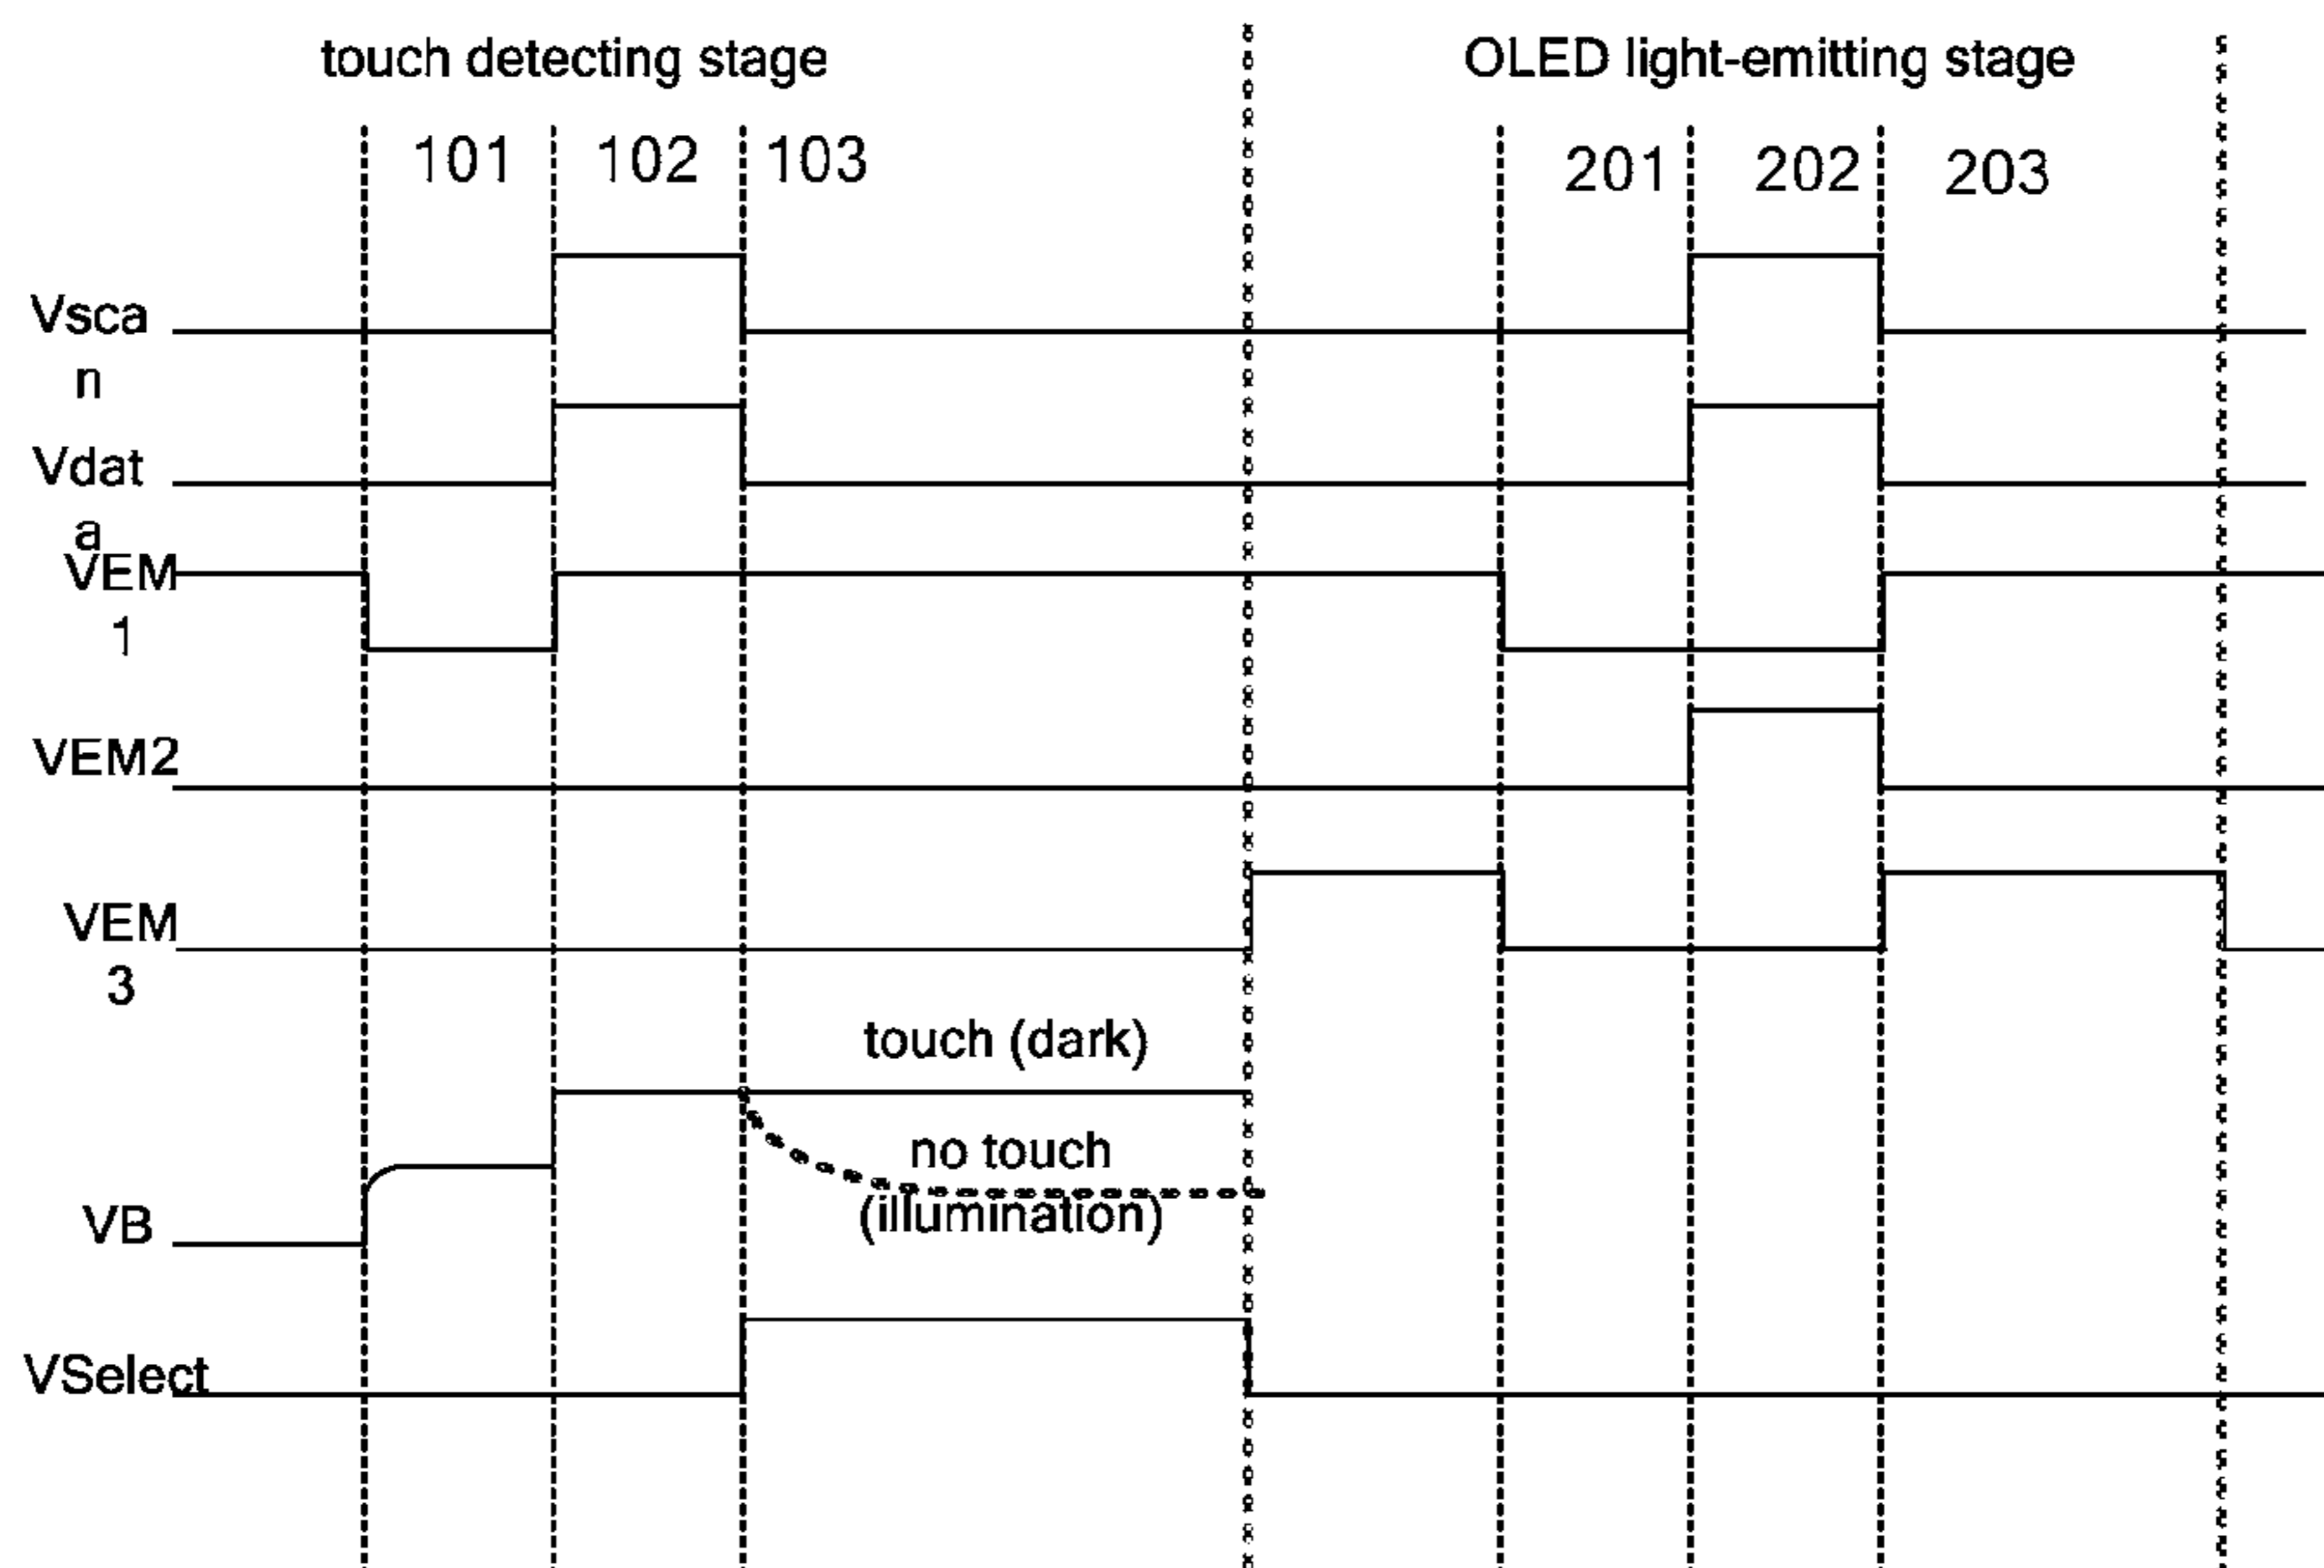 touch detecting stage
OLED light-emitting stage
101
102
103
201
202
203
Vsca
n
Vdat
a
VEM
1
VEM2
VEM
3
touch (dark)
no touch
(illumination)
VB
VSelect